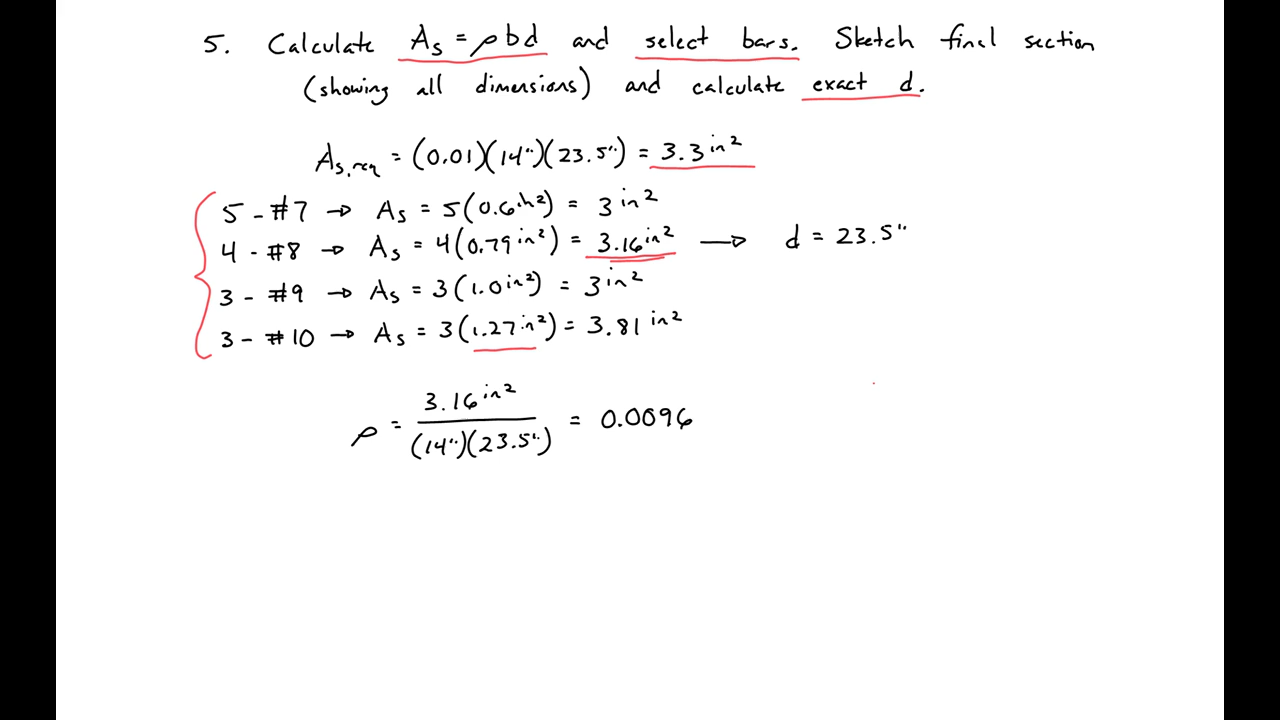 5. Calculate As = ρbd and select bars. Sketch final section
(showing all dimensions) and calculate exact d.
As,req = (0.01)(14")(23.5") = 3.3 in²
5 - #7 → As = 5(0.6in²) = 3 in²
4 - #8 → As = 4(0.79 in²) = 3.16 in² → d = 23.5"
3 - #9 → As = 3(1.0 in²) = 3 in²
3 - #10 → As = 3(1.27 in²) = 3.81 in²
ρ = 3.16 in² / (14")(23.5") = 0.0096